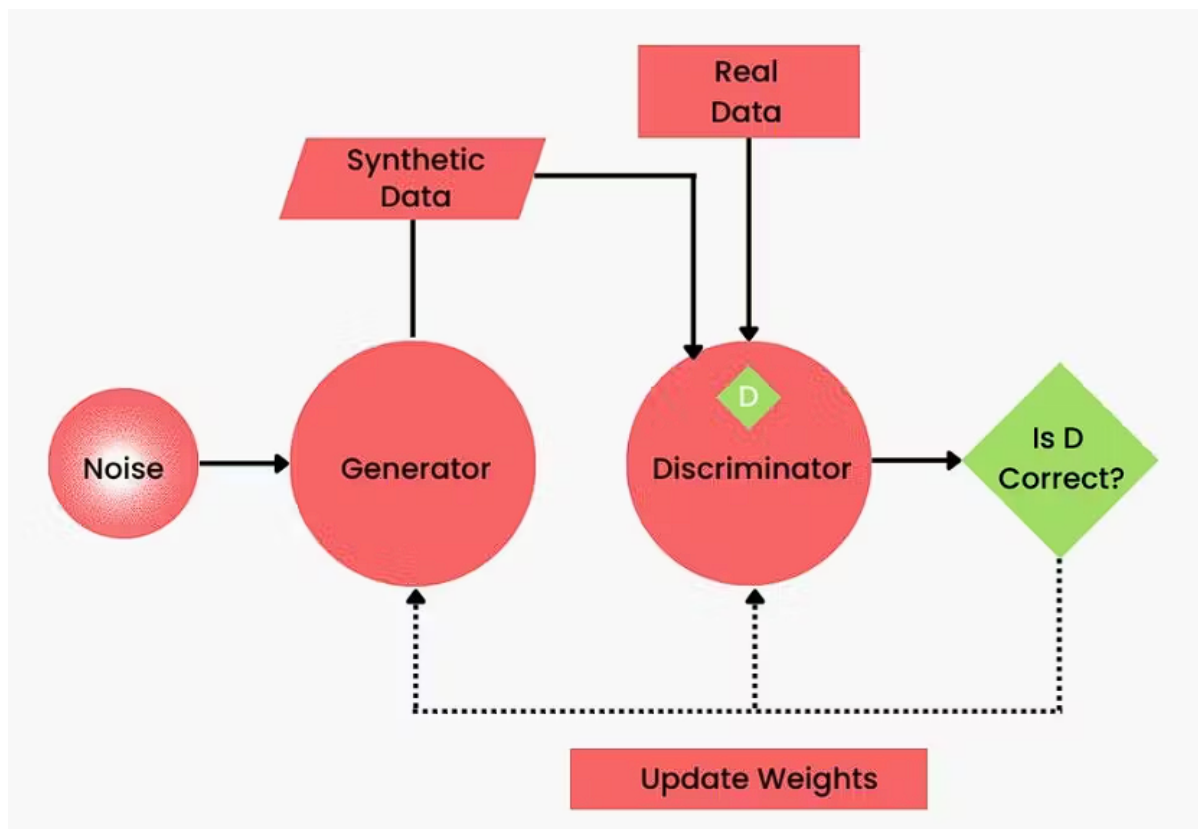 Real
Data
Synthetic
Data
D
Noise
Generator
Discriminator
Is D
Correct?
Update Weights